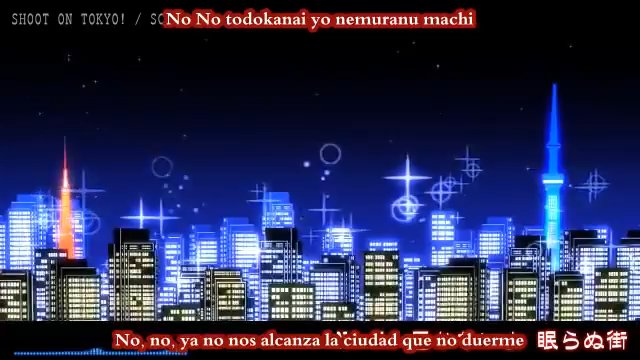 SHOOT ON TOKYO! / SC
No No todokanai yo nemuranu machi
No, no, ya no nos alcanza la ciudad que no duerme
眠らぬ街